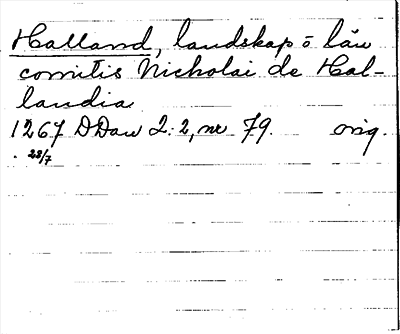 Halland, landskap o län
comitis Nicholai de Hal-
landia
1267 DDan 2:2, nr 79. orig.
23/7